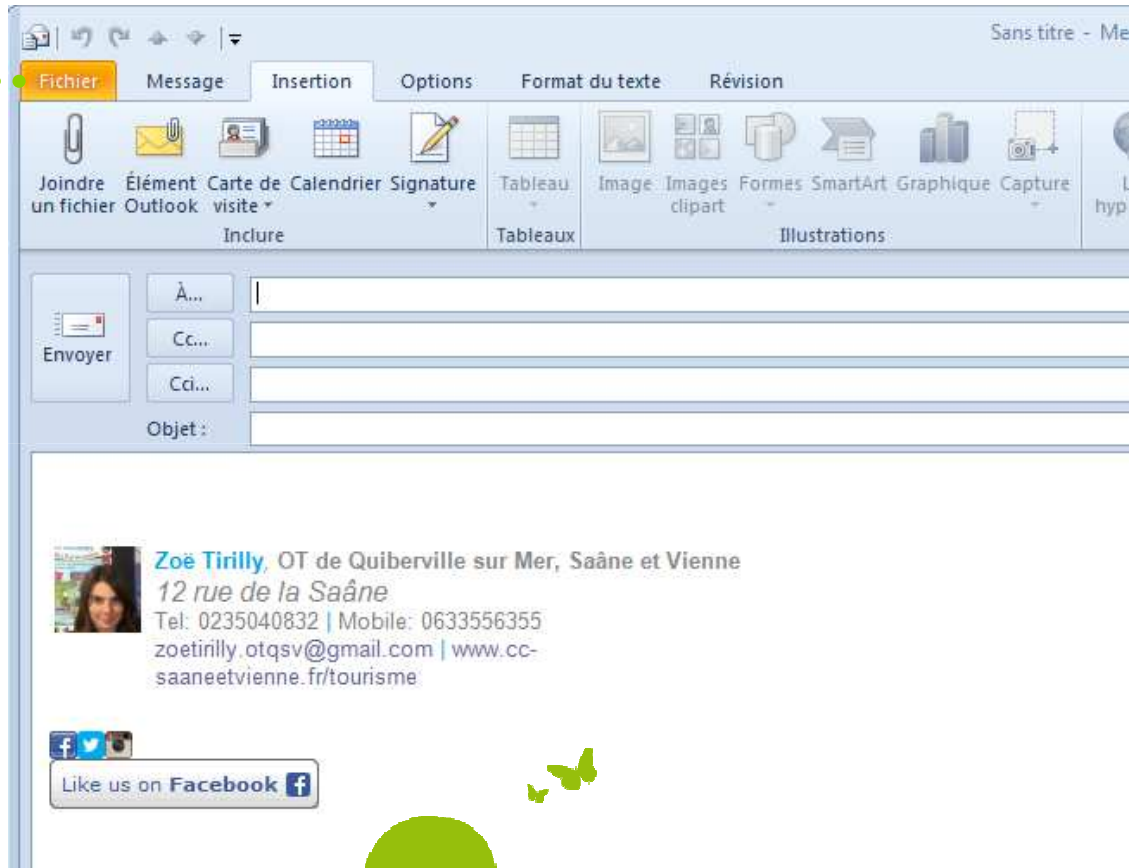 Sans titre - Me
Fichier Message Insertion Options Format du texte Révision
Joindre un fichier
Élément Outlook
Carte de visite
Calendrier
Signature
Tableau
Image
Images clipart
Formes
SmartArt
Graphique
Capture
L
hyp
Inclure Tableaux Illustrations
Envoyer
À...
Cc...
Cci...
Objet :
Zoë Tirilly, OT de Quiberville sur Mer, Saâne et Vienne
12 rue de la Saâne
Tel: 0235040832 | Mobile: 0633556355
zoetirilly.otqsv@gmail.com | www.cc-
saaneetvienne.fr/tourisme
Like us on Facebook